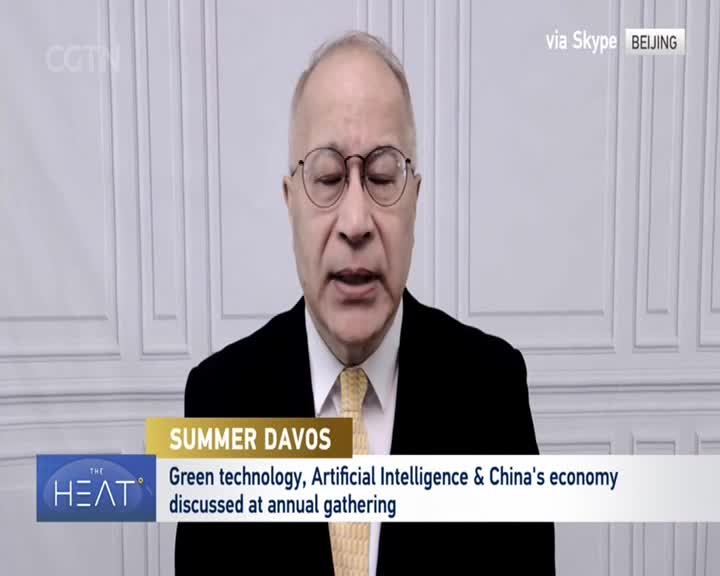 CGTN
via Skype BEIJING
SUMMER DAVOS
THE
HEAT
Green technology, Artificial Intelligence & China's economy
discussed at annual gathering